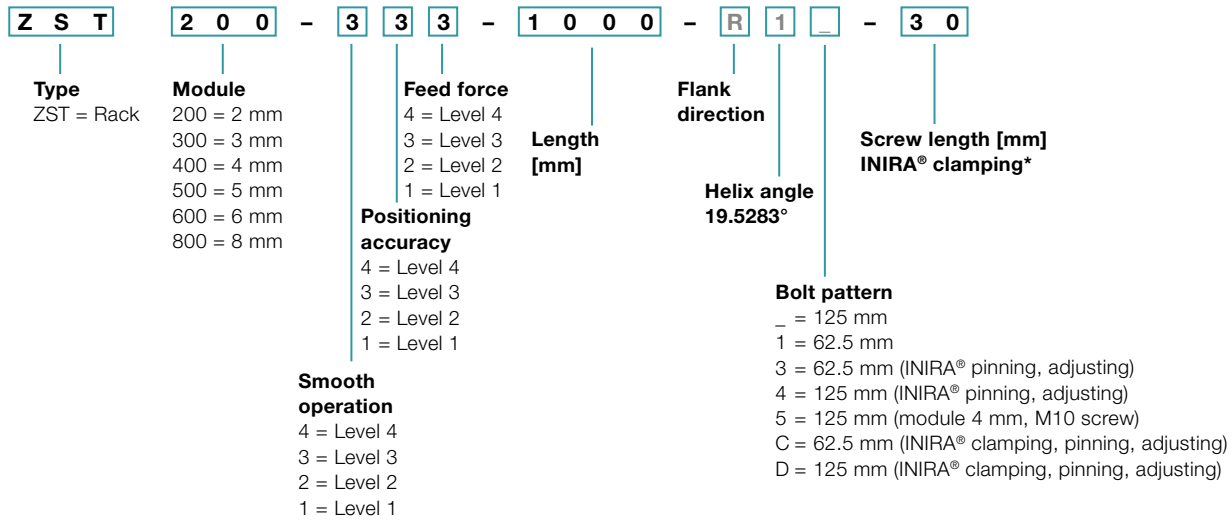 Z S T 2 0 0 – 3 3 3 – 1 0 0 0 – R 1 _ – 3 0
Type
ZST = Rack
Module
200 = 2 mm
300 = 3 mm
400 = 4 mm
500 = 5 mm
600 = 6 mm
800 = 8 mm
Smooth
operation
4 = Level 4
3 = Level 3
2 = Level 2
1 = Level 1
Positioning
accuracy
4 = Level 4
3 = Level 3
2 = Level 2
1 = Level 1
Feed force
4 = Level 4
3 = Level 3
2 = Level 2
1 = Level 1
Length
[mm]
Flank
direction
Helix angle
19.5283°
Bolt pattern
_ = 125 mm
1 = 62.5 mm
3 = 62.5 mm (INIRA® pinning, adjusting)
4 = 125 mm (INIRA® pinning, adjusting)
5 = 125 mm (module 4 mm, M10 screw)
C = 62.5 mm (INIRA® clamping, pinning, adjusting)
D = 125 mm (INIRA® clamping, pinning, adjusting)
Screw length [mm]
INIRA® clamping*